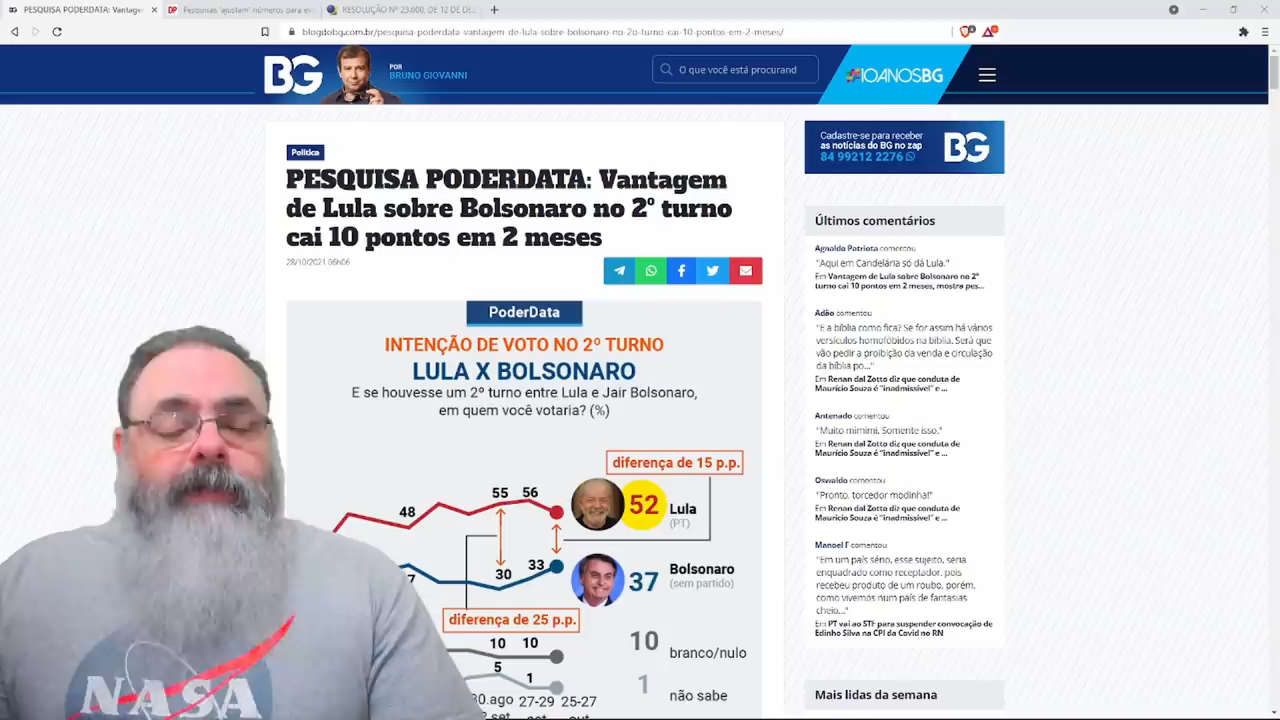 PESQUISA PODERDATA: Vantage
Pesquisas 'ajustam' números para
RESOLUÇÃO Nº 23.600, DE 12 DE DE
blogdobg.com.br/pesquisa-poderdata-vantagem-de-lula-sobre-bolsonaro-no-2o-turno-cai-10-pontos-em-2-meses/
BG
POR
BRUNO GIOVANNI
O que você está procurand
#10ANOSBG
Política
PESQUISA PODERDATA: Vantagem
de Lula sobre Bolsonaro no 2º turno
cai 10 pontos em 2 meses
28/10/2021 06h06
PoderData
INTENÇÃO DE VOTO NO 2º TURNO
LULA X BOLSONARO
E se houvesse um 2º turno entre Lula e Jair Bolsonaro,
em quem você votaria? (%)
diferença de 15 p.p.
48
55
56
52
Lula
(PT)
7
30
33
37
Bolsonaro
(sem partido)
diferença de 25 p.p.
10
10
10
branco/nulo
5
1
1
não sabe
30.ago
27-29
25-27
2 set
set
out
NASA
Cadastre-se para receber
as notícias do BG no zap
84 99212 2276
BG
Últimos comentários
Agnaldo Patriota comentou
"Aqui em Candelária só dá Lula."
Em Vantagem de Lula sobre Bolsonaro no 2º
turno cai 10 pontos em 2 meses, mostra pes...
Adão comentou
"E a bíblia como fica? Se for assim há vários
versículos homofóbidos na bíblia. Será que
vão pedir a proibição da venda e circulação
da bíblia po..."
Em Renan dal Zotto diz que conduta de
Maurício Souza é "inadmissível" e ...
Antenado comentou
"Muito mimimi. Somente isso."
Em Renan dal Zotto diz que conduta de
Maurício Souza é "inadmissível" e ...
Oswaldo comentou
"Pronto, torcedor modinha!"
Em Renan dal Zotto diz que conduta de
Maurício Souza é "inadmissível" e ...
Manoel F comentou
"Em um país sério, esse sujeito, seria
enquadrado como receptador, pois
recebeu produto de um roubo, porém,
como vivemos num país de fantasias
cheio..."
Em PT vai ao STF para suspender convocação de
Edinho Silva na CPI da Covid no RN
Mais lidas da semana